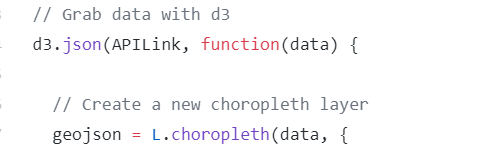 // Grab data with d3
d3.json(APILink, function(data) {
// Create a new choropleth layer
geojson = L.choropleth(data, {